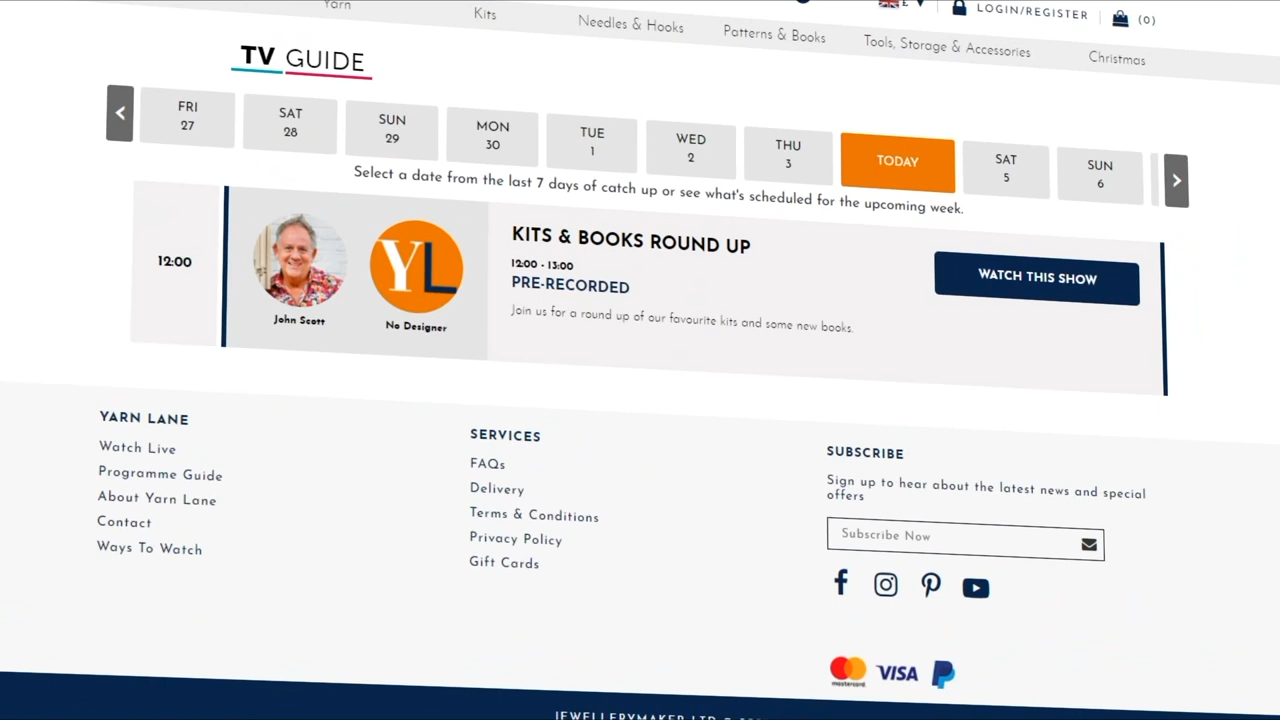 £
LOGIN/REGISTER
(0)
Yarn
Kits
Needles & Hooks
Patterns & Books
Tools, Storage & Accessories
Christmas
TV GUIDE
FRI
27
SAT
28
SUN
29
MON
30
TUE
1
WED
2
THU
3
TODAY
SAT
5
SUN
6
Select a date from the last 7 days of catch up or see what's scheduled for the upcoming week.
12:00
John Scott
YL
No Designer
KITS & BOOKS ROUND UP
12:00 - 13:00
PRE-RECORDED
Join us for a round up of our favourite kits and some new books.
WATCH THIS SHOW
YARN LANE
Watch Live
Programme Guide
About Yarn Lane
Contact
Ways To Watch
SERVICES
FAQs
Delivery
Terms & Conditions
Privacy Policy
Gift Cards
SUBSCRIBE
Sign up to hear about the latest news and special
offers
Subscribe Now
mastercard
VISA
JEWELLERYMAKER LTD